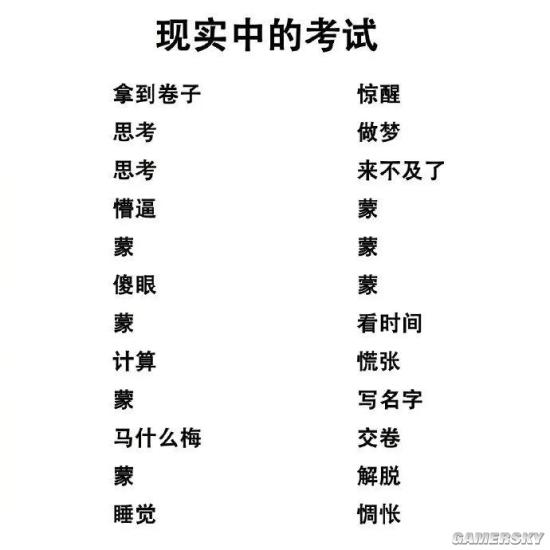 现实中的考试
拿到卷子
思考
思考
懵逼
蒙
傻眼
蒙
计算
蒙
马什么梅
蒙
睡觉
惊醒
做梦
来不及了
蒙
蒙
蒙
看时间
慌张
写名字
交卷
解脱
惆怅
GAMERSKY